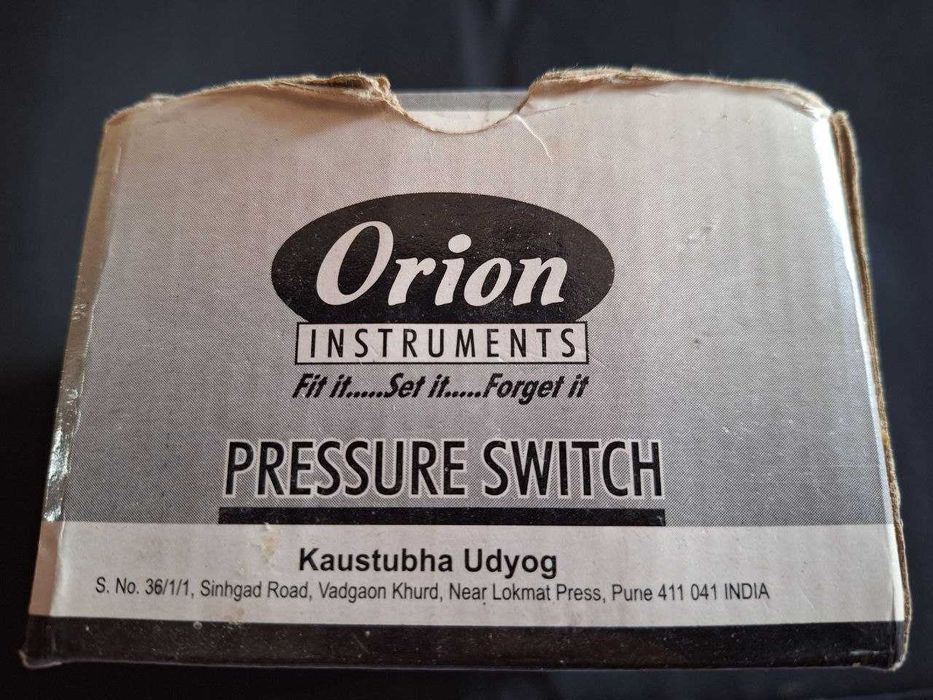 Orion
INSTRUMENTS
Fit it.....Set it.....Forget it
PRESSURE SWITCH
Kaustubha Udyog
S. No. 36/1/1, Sinhgad Road, Vadgaon Khurd, Near Lokmat Press, Pune 411 041 INDIA